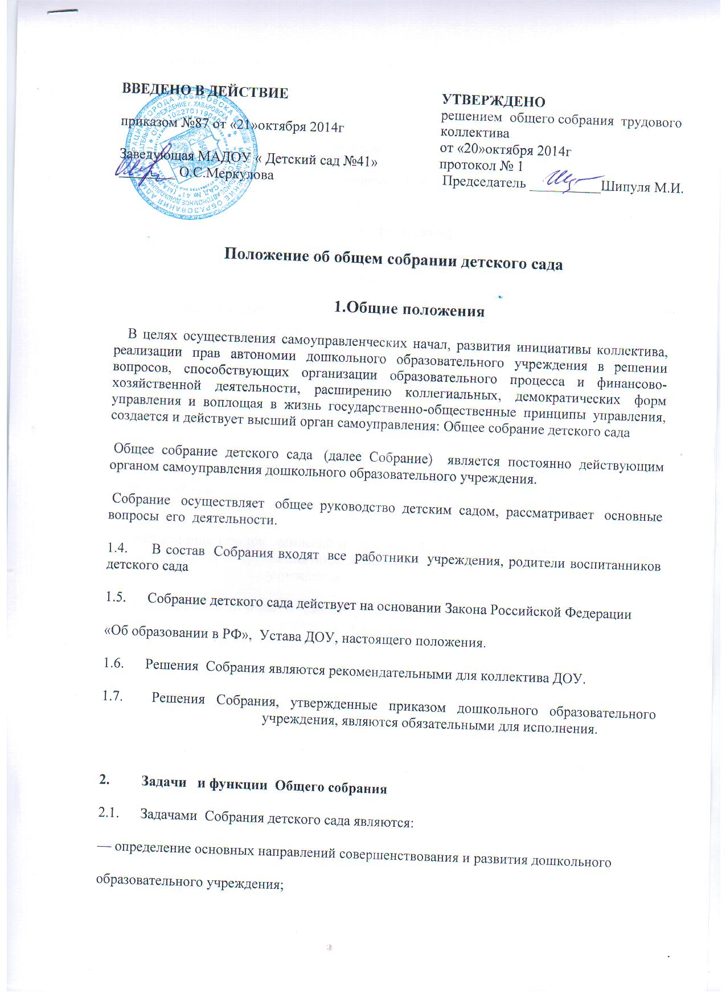 ВВЕДЕНО В ДЕЙСТВИЕ
приказом №87 от «21»октября 2014г
Заведующая МАДОУ « Детский сад №41»
О.С.Меркулова
УТВЕРЖДЕНО
решением общего собрания трудового
коллектива
от «20»октября 2014г
протокол № 1
Председатель __________Шипуля М.И.
Положение об общем собрании детского сада
1.Общие положения
В целях осуществления самоуправленческих начал, развития инициативы коллектива,
реализации прав автономии дошкольного образовательного учреждения в решении
вопросов, способствующих организации образовательного процесса и финансово-
хозяйственной деятельности, расширению коллегиальных, демократических форм
управления и воплощая в жизнь государственно-общественные принципы управления,
создается и действует высший орган самоуправления: Общее собрание детского сада
Общее собрание детского сада (далее Собрание) является постоянно действующим
органом самоуправления дошкольного образовательного учреждения.
Собрание осуществляет общее руководство детским садом, рассматривает основные
вопросы его деятельности.
1.4. В состав Собрания входят все работники учреждения, родители воспитанников
детского сада
1.5. Собрание детского сада действует на основании Закона Российской Федерации
«Об образовании в РФ», Устава ДОУ, настоящего положения.
1.6. Решения Собрания являются рекомендательными для коллектива ДОУ.
1.7. Решения Собрания, утвержденные приказом дошкольного образовательного
учреждения, являются обязательными для исполнения.
2. Задачи и функции Общего собрания
2.1. Задачами Собрания детского сада являются:
— определение основных направлений совершенствования и развития дошкольного
образовательного учреждения;